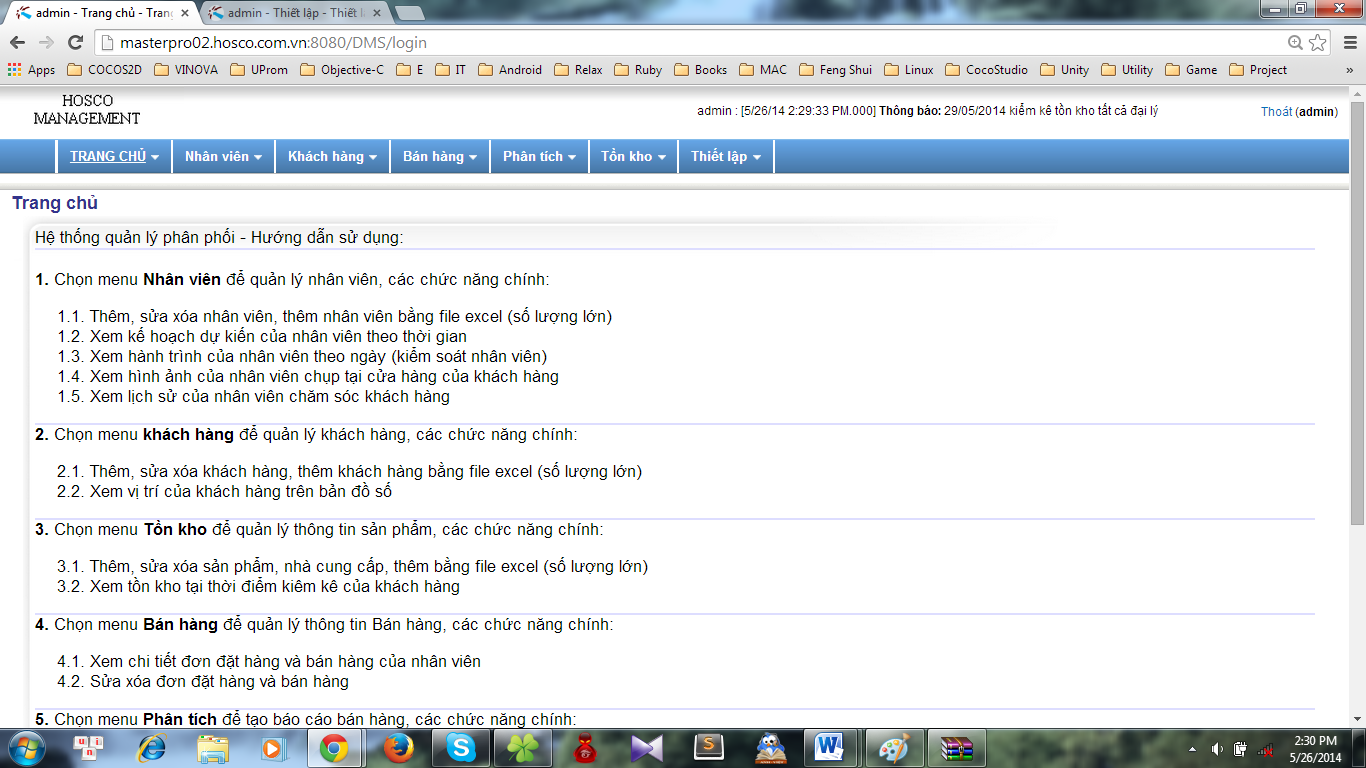 admin - Trang chủ - Tran
admin - Thiết lập - Thiết l
masterpro02.hosco.com.vn:8080/DMS/login
Apps COCOS2D VINOVA UProm Objective-C E IT Android Relax Ruby Books MAC Feng Shui Linux CocoStudio Unity Utility Game Project »
HOSCO
MANAGEMENT
admin : [5/26/14 2:29:33 PM.000] Thông báo: 29/05/2014 kiểm kê tồn kho tất cả đại lý
Thoát (admin)
TRANG CHỦ Nhân viên Khách hàng Bán hàng Phân tích Tồn kho Thiết lập
Trang chủ
Hệ thống quản lý phân phối - Hướng dẫn sử dụng:
1. Chọn menu Nhân viên để quản lý nhân viên, các chức năng chính:
1.1. Thêm, sửa xóa nhân viên, thêm nhân viên bằng file excel (số lượng lớn)
1.2. Xem kế hoạch dự kiến của nhân viên theo thời gian
1.3. Xem hành trình của nhân viên theo ngày (kiểm soát nhân viên)
1.4. Xem hình ảnh của nhân viên chụp tại cửa hàng của khách hàng
1.5. Xem lịch sử của nhân viên chăm sóc khách hàng
2. Chọn menu khách hàng để quản lý khách hàng, các chức năng chính:
2.1. Thêm, sửa xóa khách hàng, thêm khách hàng bằng file excel (số lượng lớn)
2.2. Xem vị trí của khách hàng trên bản đồ số
3. Chọn menu Tồn kho để quản lý thông tin sản phẩm, các chức năng chính:
3.1. Thêm, sửa xóa sản phẩm, nhà cung cấp, thêm bằng file excel (số lượng lớn)
3.2. Xem tồn kho tại thời điểm kiêm kê của khách hàng
4. Chọn menu Bán hàng để quản lý thông tin Bán hàng, các chức năng chính:
4.1. Xem chi tiết đơn đặt hàng và bán hàng của nhân viên
4.2. Sửa xóa đơn đặt hàng và bán hàng
5. Chọn menu Phân tích để tạo báo cáo bán hàng, các chức năng chính:
2:30 PM
5/26/2014